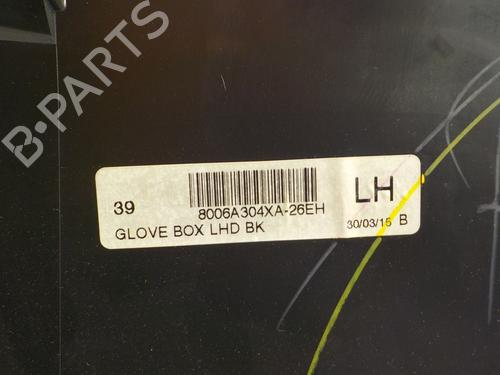 B-PARTS
39
8006A304XA-26EH
LH
GLOVE BOX LHD BK
30/03/15 B